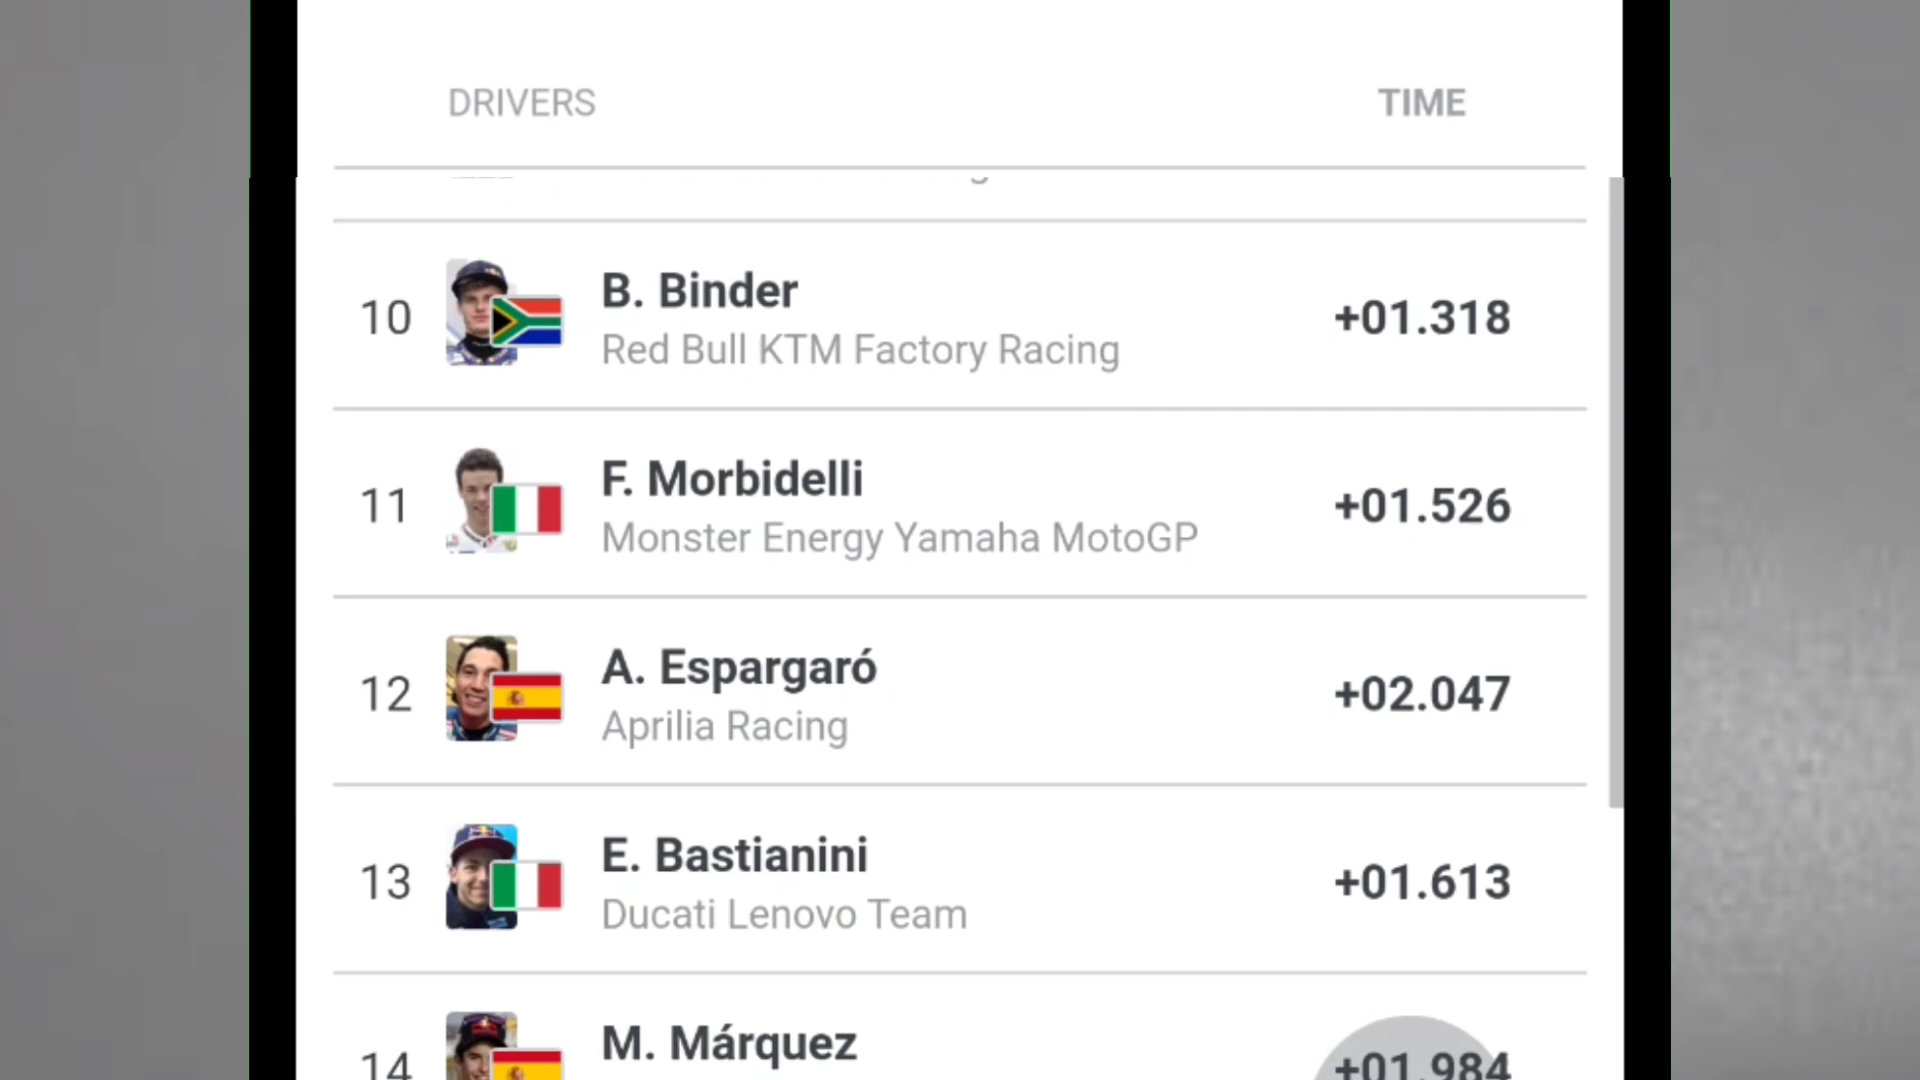 DRIVERS TIME
10 B. Binder +01.318
Red Bull KTM Factory Racing
11 F. Morbidelli +01.526
Monster Energy Yamaha MotoGP
12 A. Espargaró +02.047
Aprilia Racing
13 E. Bastianini +01.613
Ducati Lenovo Team
14 M. Márquez +01.984